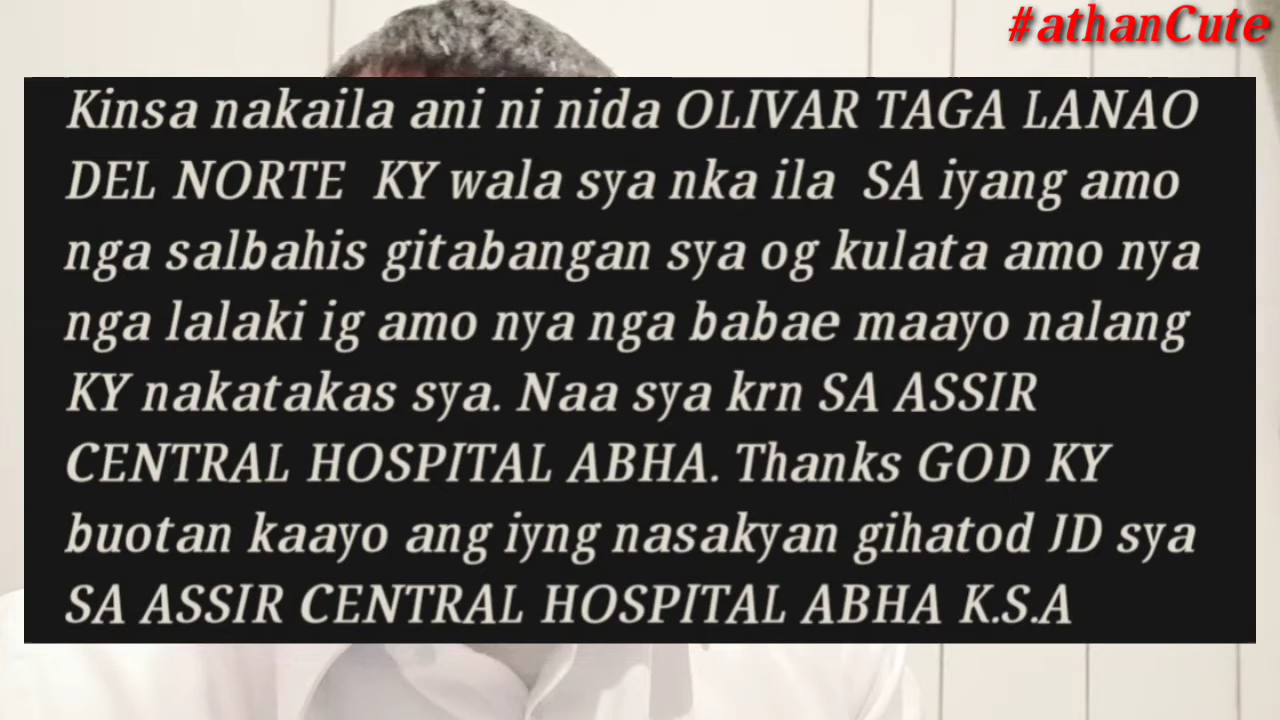 #athanCute
Kinsa nakaila ani ni nida OLIVAR TAGA LANAO
DEL NORTE KY wala sya nka ila SA iyang amo
nga salbahis gitabangan sya og kulata amo nya
nga lalaki ig amo nya nga babae maayo nalang
KY nakatakas sya. Naa sya krn SA ASSIR
CENTRAL HOSPITAL ABHA. Thanks GOD KY
buotan kaayo ang iyng nasakyan gihatod JD sya
SA ASSIR CENTRAL HOSPITAL ABHA K.S.A